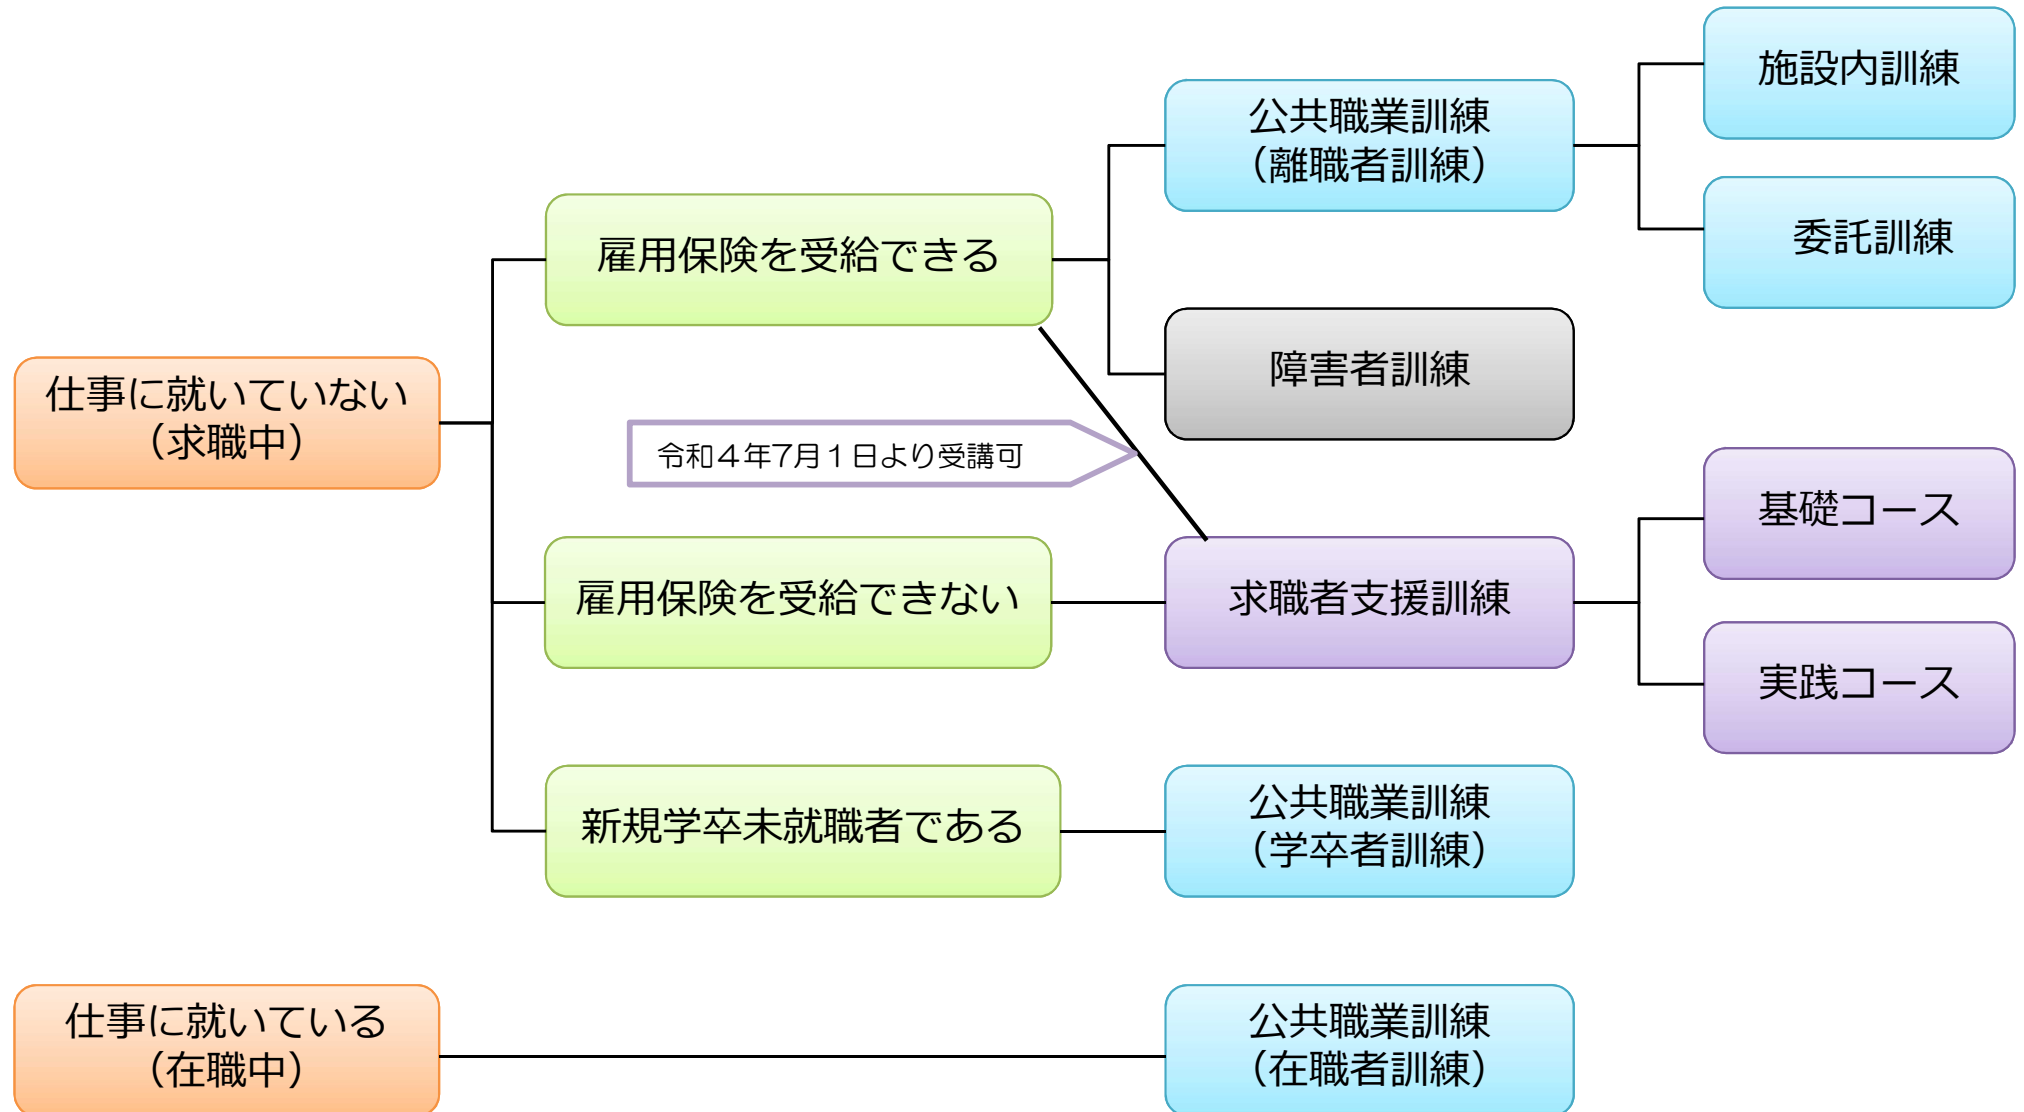 施設内訓練
公共職業訓練
（離職者訓練）
委託訓練
雇用保険を受給できる
障害者訓練
仕事に就いていない
（求職中）
令和４年7月１日より受講可
基礎コース
雇用保険を受給できない
求職者支援訓練
実践コース
新規学卒未就職者である
公共職業訓練
（学卒者訓練）
仕事に就いている
（在職中）
公共職業訓練
（在職者訓練）